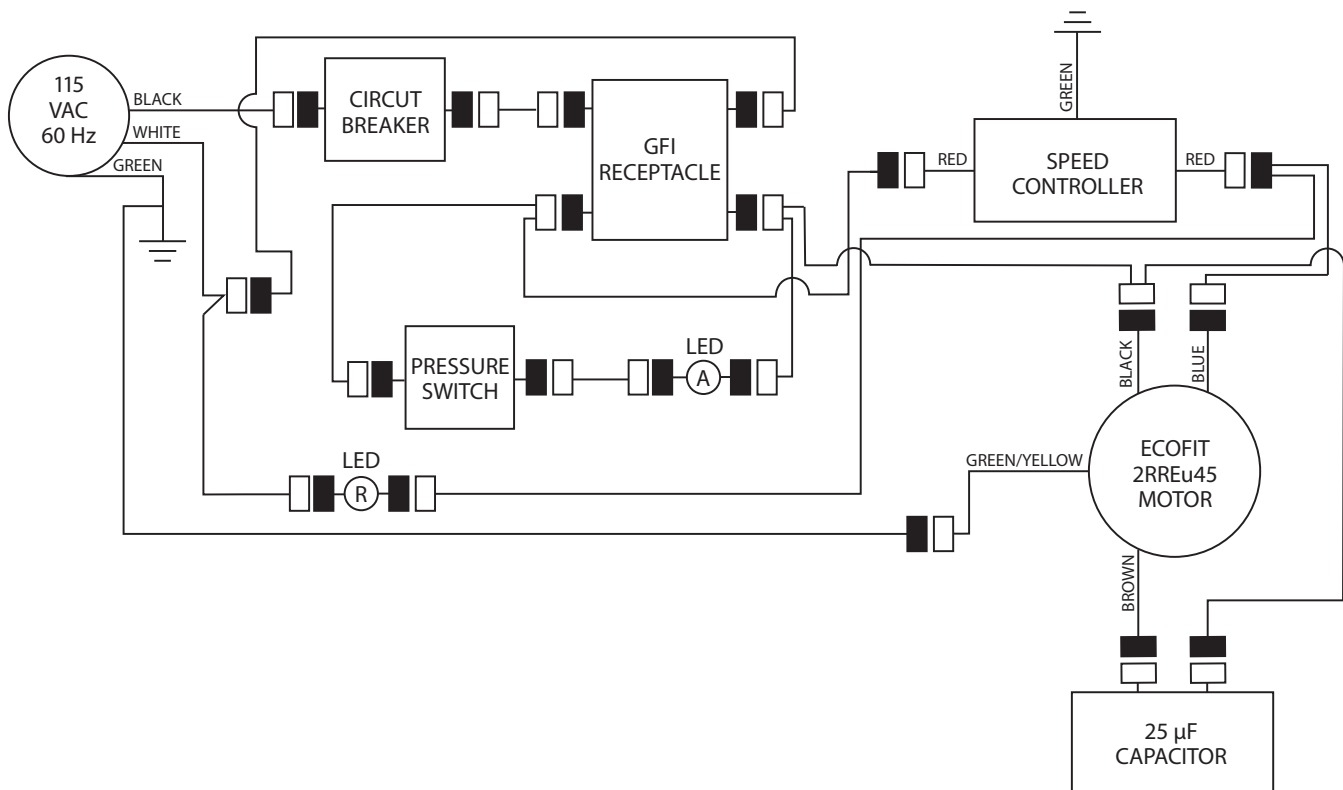 115
VAC
60 Hz
BLACK
WHITE
GREEN
CIRCUT
BREAKER
GFI
RECEPTACLE
GREEN
RED
SPEED
CONTROLLER
RED
PRESSURE
SWITCH
LED
A
BLACK
BLUE
LED
R
GREEN/YELLOW
ECOFIT
2RREu45
MOTOR
BROWN
25 µF
CAPACITOR